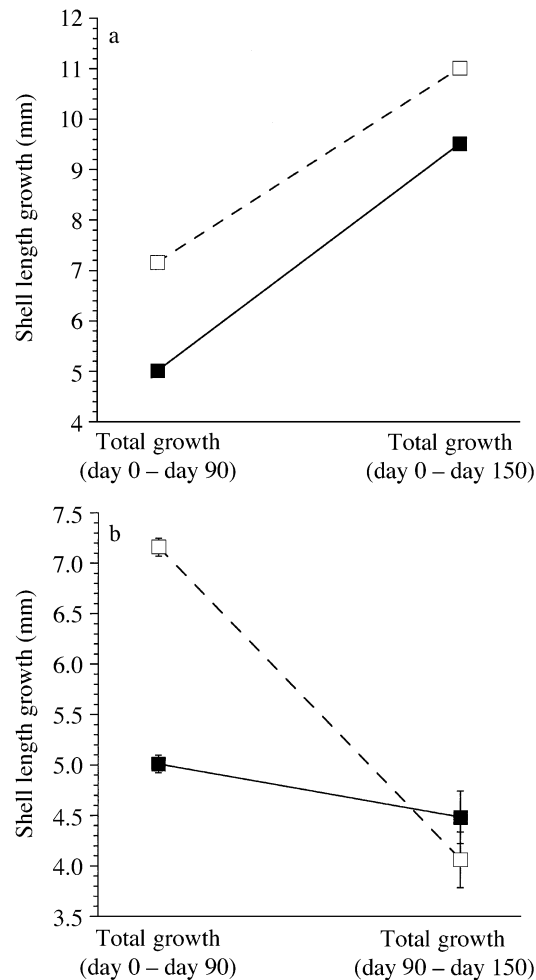 a
12
11
10
9
8
7
6
5
4
Shell length growth (mm)
Total growth
(day 0 – day 90)
Total growth
(day 0 – day 150)
b
7.5
7.0
6.5
6.0
5.5
5.0
4.5
4.0
3.5
Shell length growth (mm)
Total growth
(day 0 – day 90)
Total growth
(day 90 – day 150)